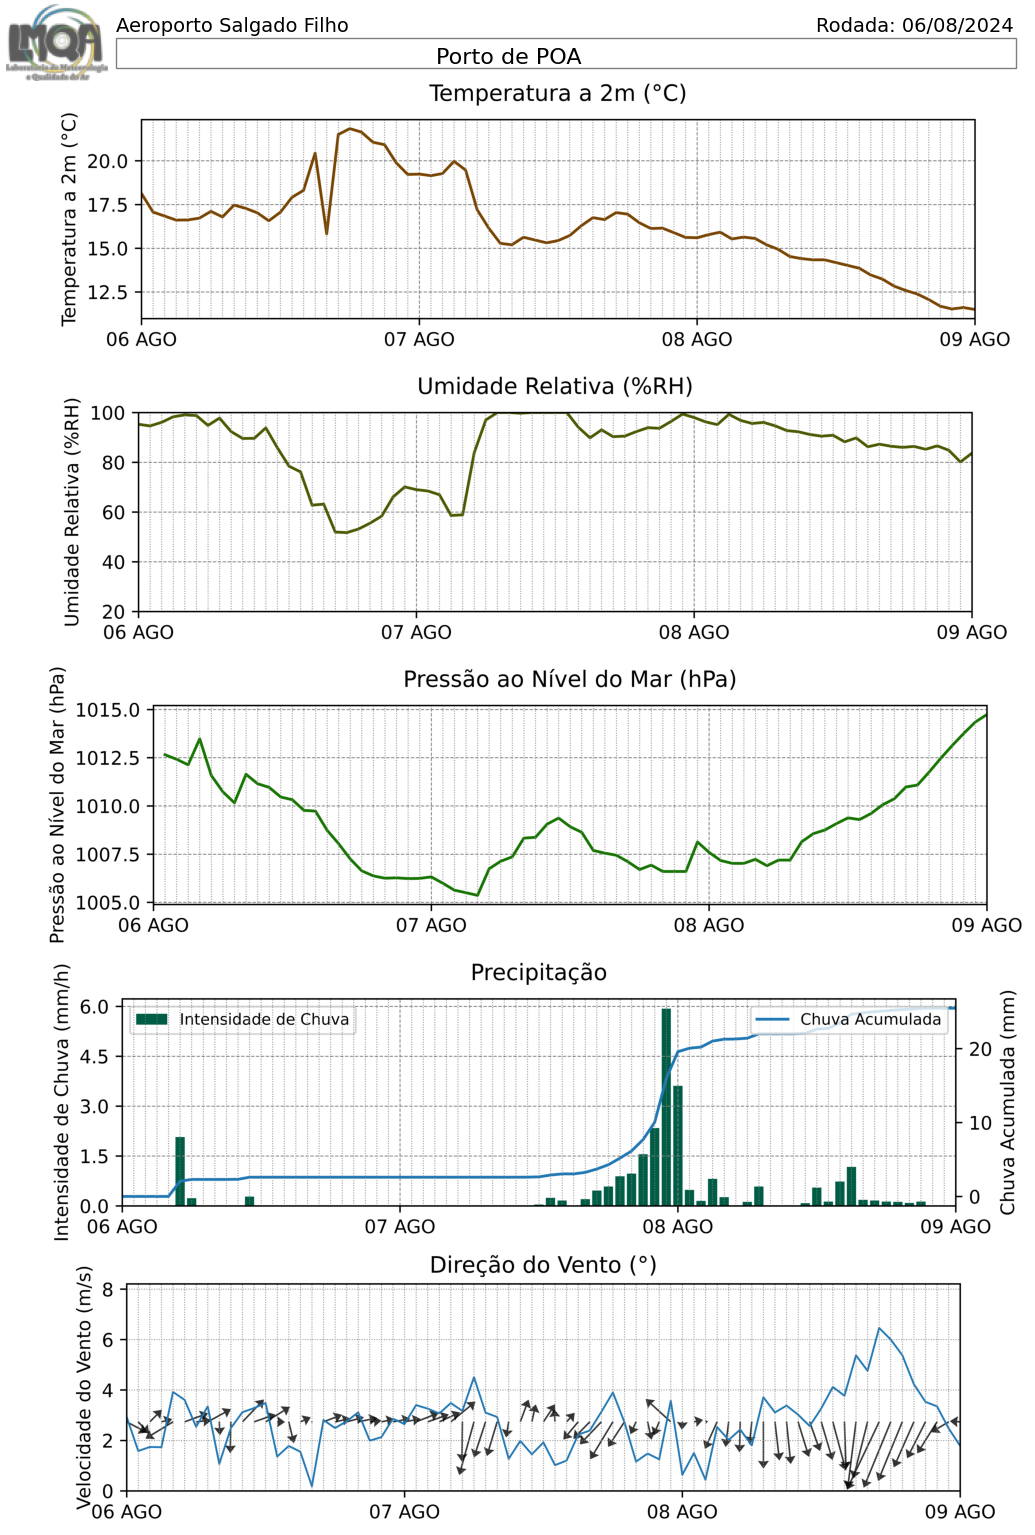 LMQA
Laboratório de Meteorologia
e Qualidade do Ar
Aeroporto Salgado Filho
Rodada: 06/08/2024
Porto de POA
Temperatura a 2m (°C)
Temperatura a 2m (°C)
20.0
17.5
15.0
12.5
06 AGO
07 AGO
08 AGO
09 AGO
Umidade Relativa (%RH)
Umidade Relativa (%RH)
100
80
60
40
20
06 AGO
07 AGO
08 AGO
09 AGO
Pressão ao Nível do Mar (hPa)
Pressão ao Nível do Mar (hPa)
1015.0
1012.5
1010.0
1007.5
1005.0
06 AGO
07 AGO
08 AGO
09 AGO
Precipitação
Intensidade de Chuva (mm/h)
6.0
4.5
3.0
1.5
0.0
Intensidade de Chuva
Chuva Acumulada
20
10
0
Chuva Acumulada (mm)
06 AGO
07 AGO
08 AGO
09 AGO
Direção do Vento (°)
Velocidade do Vento (m/s)
8
6
4
2
0
06 AGO
07 AGO
08 AGO
09 AGO